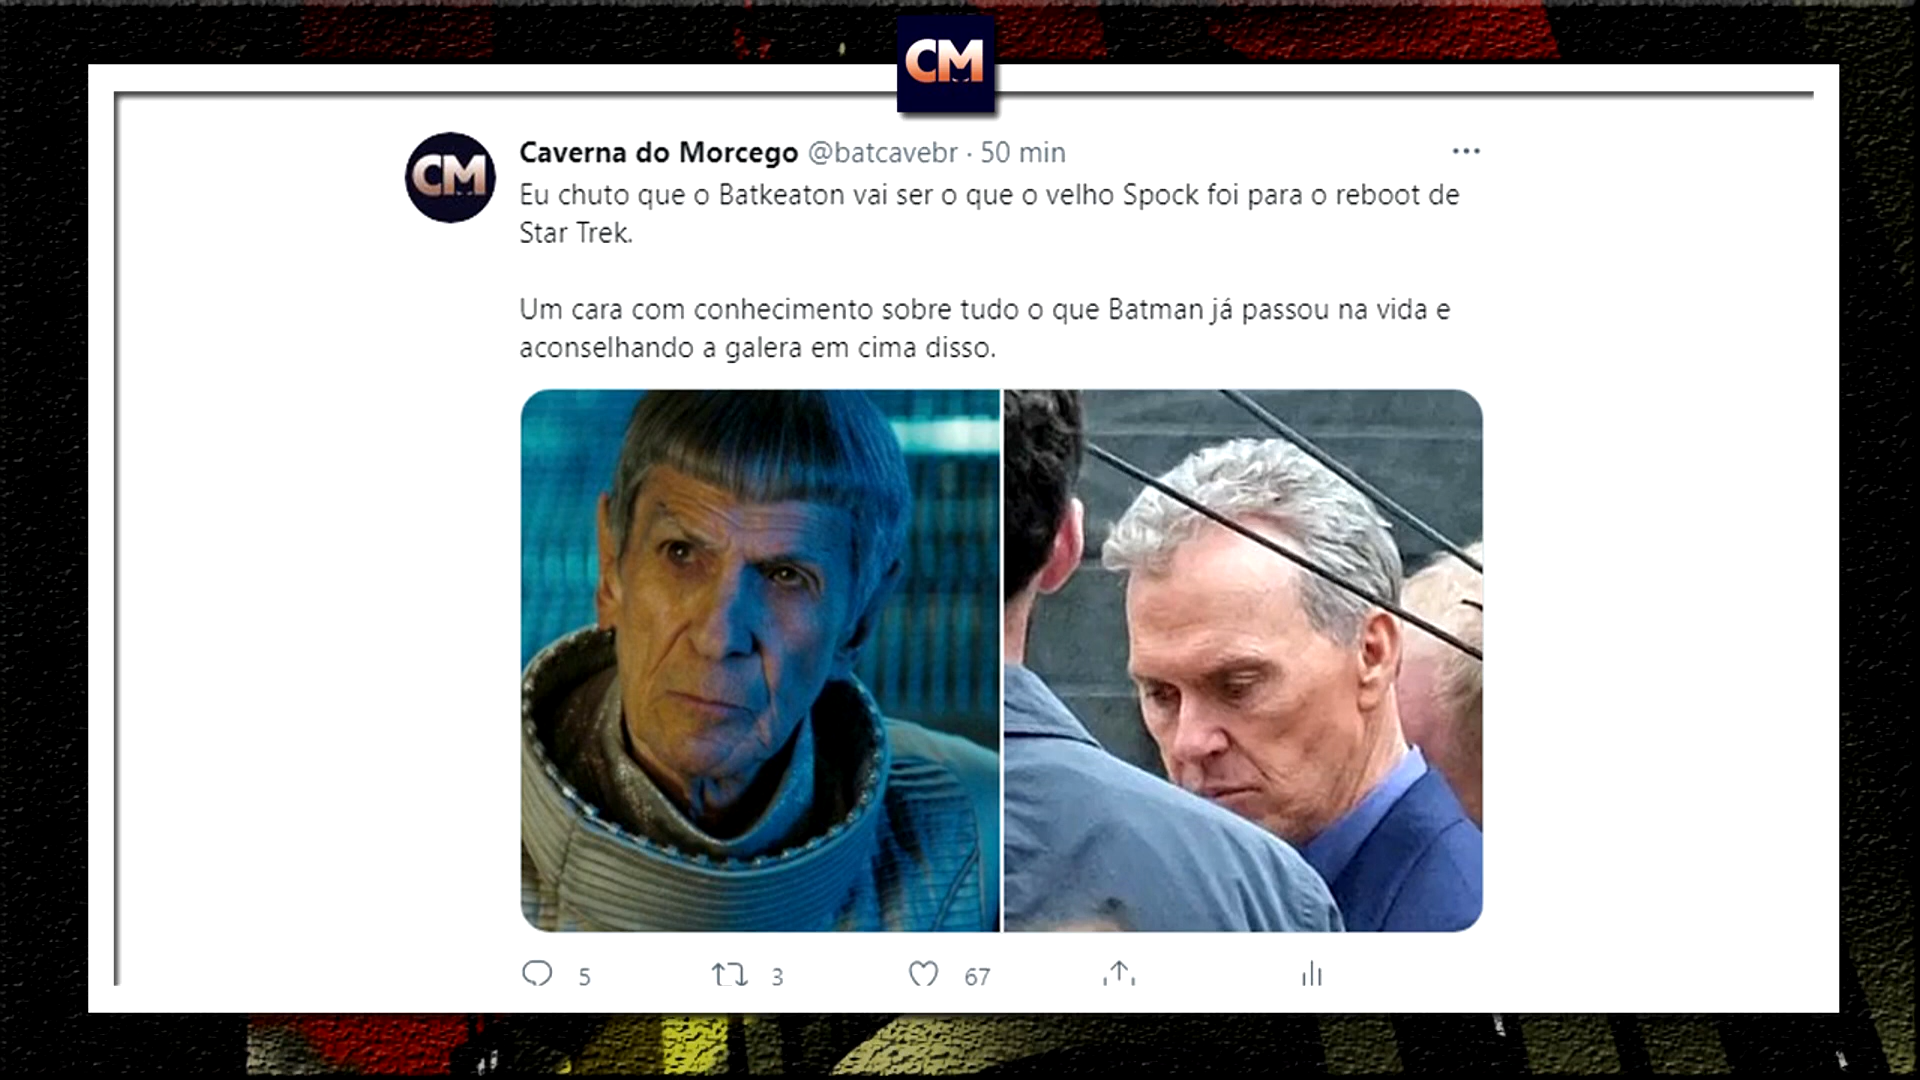 CM
CM
Caverna do Morcego @batcavebr · 50 min
Eu chuto que o Batkeaton vai ser o que o velho Spock foi para o reboot de
Star Trek.
Um cara com conhecimento sobre tudo o que Batman já passou na vida e
aconselhando a galera em cima disso.
5 3 67